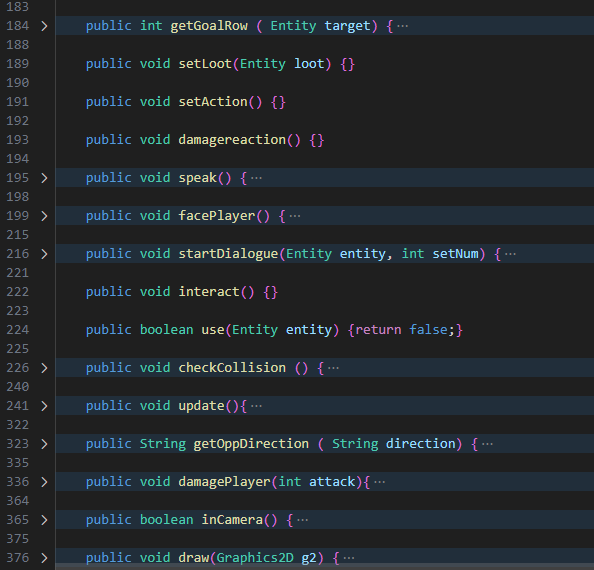 183
184 > public int getGoalRow ( Entity target) { ···
188
189 public void setLoot(Entity loot) {}
190
191 public void setAction() {}
192
193 public void damagereaction() {}
194
195 > public void speak() { ···
198
199 > public void facePlayer() { ···
215
216 > public void startDialogue(Entity entity, int setNum) { ···
221
222 public void interact() {}
223
224 public boolean use(Entity entity) {return false;}
225
226 > public void checkCollision () { ···
240
241 > public void update(){ ···
322
323 > public String getOppDirection ( String direction) { ···
335
336 > public void damagePlayer(int attack){ ···
364
365 > public boolean inCamera() { ···
375
376 > public void draw(Graphics2D g2) { ···